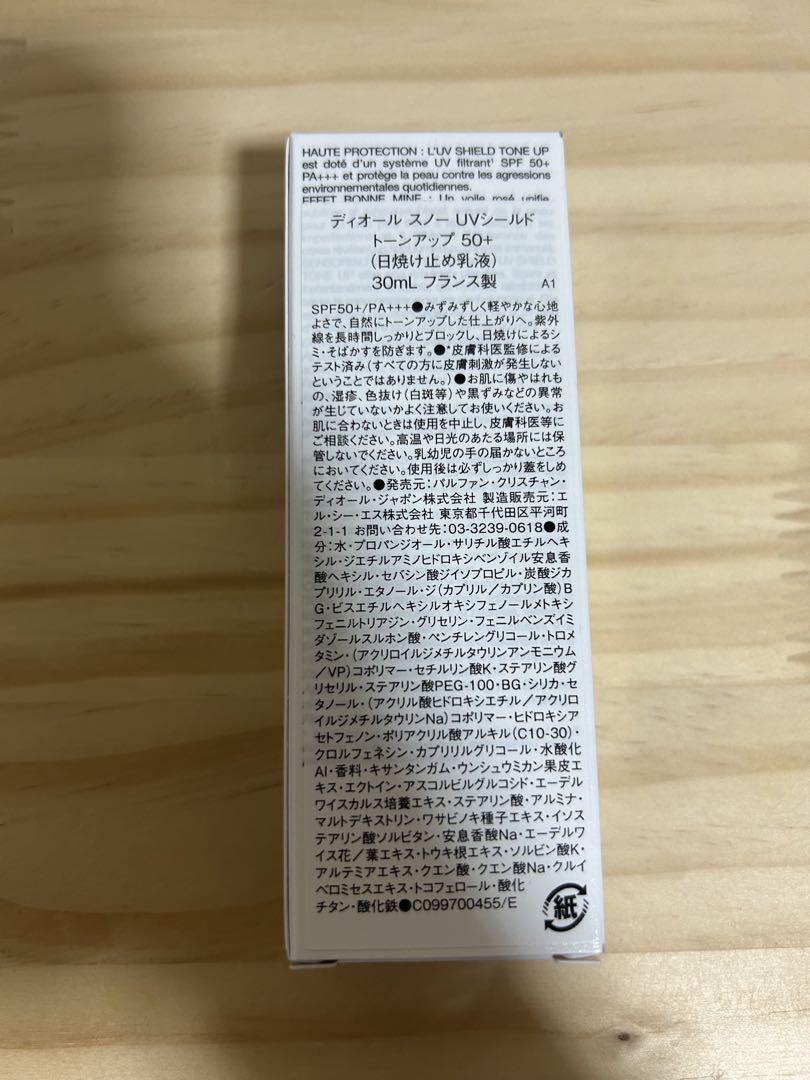 HAUTE PROTECTION : L'UV SHIELD TONE UP
est doté d'un système UV filtrant¹ SPF 50+
PA+++ et protège la peau contre les agressions
environnementales quotidiennes.
EFFET BONNE MINE : Un voile rosé unifie
ディオール スノー UVシールド
トーンアップ 50+
(日焼け止め乳液)
30mL フランス製 A1
SPF50+/PA+++●みずみずしく軽やかな心地
よさで、自然にトーンアップした仕上がりへ。紫外
線を長時間しっかりとブロックし、日焼けによるシ
ミ・そばかすを防ぎます。●*皮膚科医監修による
テスト済み(すべての方に皮膚刺激が発生しない
ということではありません。)●お肌に傷やはれも
の、湿疹、色抜け(白斑等)や黒ずみなどの異常
が生じていないかよく注意してお使いください。お
肌に合わないときは使用を中止し、皮膚科医等に
ご相談ください。高温や日光のあたる場所には保
管しないでください。乳幼児の手の届かないところ
においてください。使用後は必ずしっかり蓋をしめ
てください。●発売元:パルファン・クリスチャン・
ディオール・ジャポン株式会社 製造販売元:エ
ル・シー・エス株式会社 東京都千代田区平河町
2-1-1 お問い合わせ先:03-3239-0618●成
分:水・プロパンジオール・サリチル酸エチルヘキ
シル・ジエチルアミノヒドロキシベンゾイル安息香
酸ヘキシル・セバシン酸ジイソプロピル・炭酸ジカ
プリリル・エタノール・ジ(カプリル/カプリン酸)B
G・ビスエチルヘキシルオキシフェノールメトキシ
フェニルトリアジン・グリセリン・フェニルベンズイミ
ダゾールスルホン酸・ペンチレングリコール・トロメ
タミン・(アクリロイルジメチルタウリンアンモニウム
/VP)コポリマー・セチルリン酸K・ステアリン酸グ
リセリル・ステアリン酸PEG-100・BG・シリカ・セ
タノール・(アクリル酸ヒドロキシエチル/アクリロ
イルジメチルタウリンNa)コポリマー・ヒドロキシア
セトフェノン・ポリアクリル酸アルキル(C10-30)・
クロルフェネシン・カプリリルグリコール・水酸化
Al・香料・キサンタンガム・ウンシュウミカン果皮エ
キス・エクトイン・アスコルビルグルコシド・エーデル
ワイスカルス培養エキス・ステアリン酸・アルミナ・
マルトデキストリン・ワサビノキ種子エキス・イソス
テアリン酸ソルビタン・安息香酸Na・エーデルワ
イス花/葉エキス・トウキ根エキス・ソルビン酸K・
アルテミアエキス・クエン酸・クエン酸Na・クルイ
ベロミセスエキス・トコフェロール・酸化
チタン・酸化鉄●C099700455/E
紙